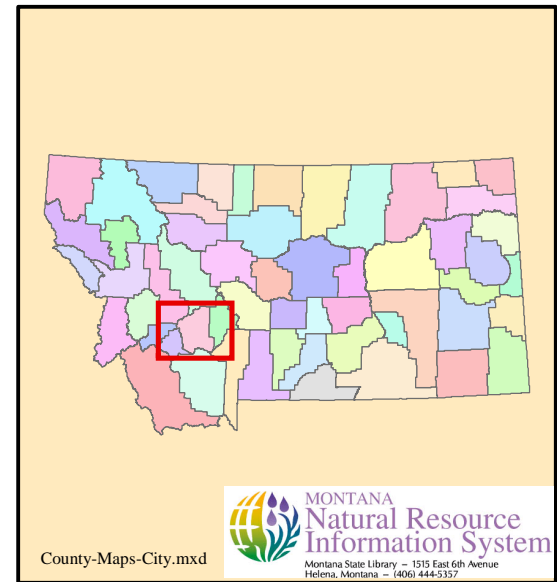 MONTANA
Natural Resource
Information System
Montana State Library – 1515 East 6th Avenue
Helena, Montana – (406) 444-5357
County-Maps-City.mxd